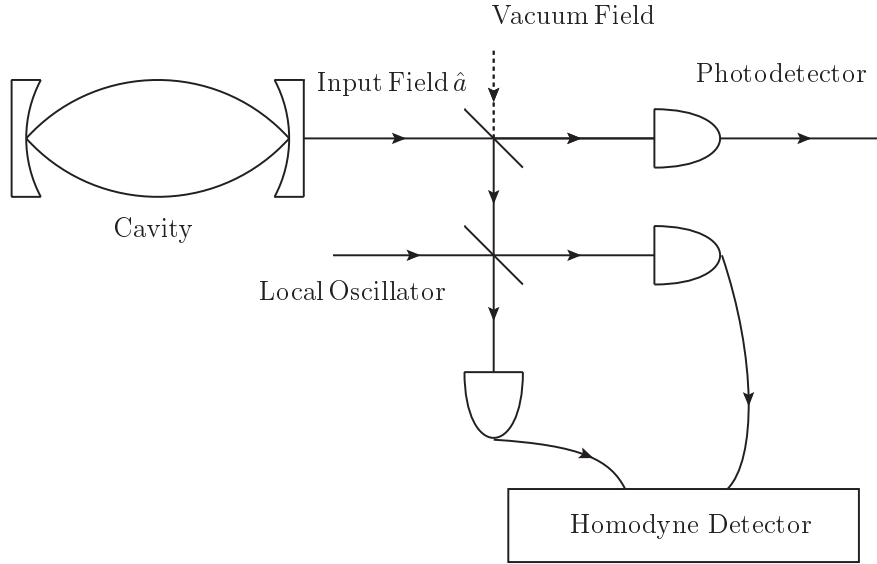 Vacuum Field
Input Field â
Photodetector
Cavity
Local Oscillator
Homodyne Detector